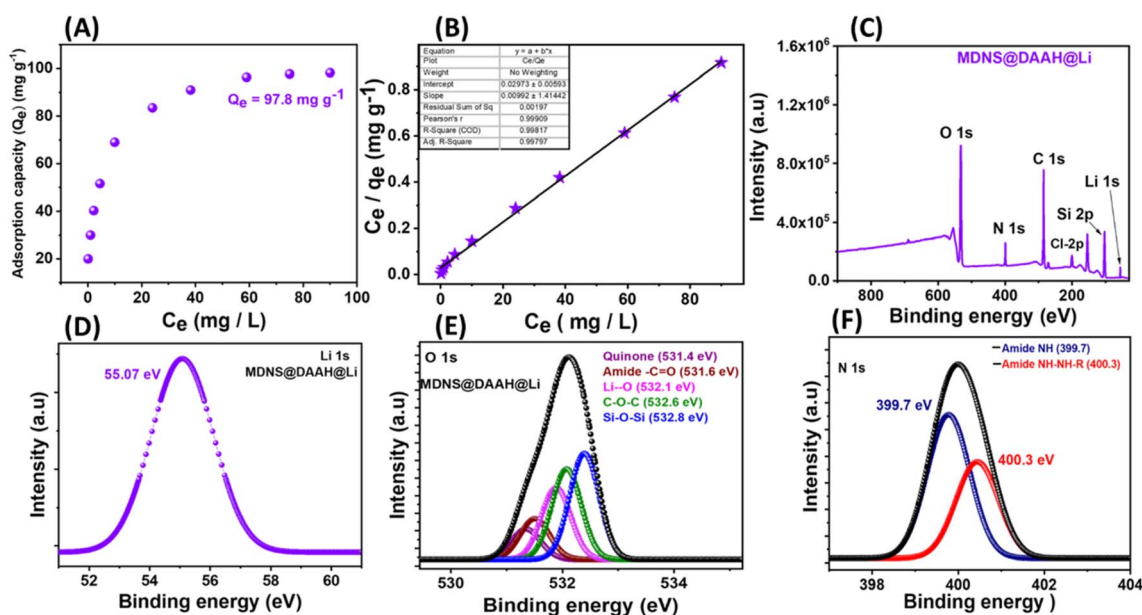 (A)
Adsorption capacity (Qe) (mg g-1)
100
80
60
40
20
Qe = 97.8 mg g-1
0 20 40 60 80 100
Ce (mg / L)
(B)
Ce / qe (mg g-1)
0.8
0.6
0.4
0.2
0.0
Equation y = a + b*x
Plot Ce/Qe
Weight No Weighting
Intercept 0.02973 ± 0.00593
Slope 0.00992 ± 1.41442
Residual Sum of Sq 0.00197
Pearson's r 0.99909
R-Square (COD) 0.99817
Adj. R-Square 0.99797
0 20 40 60 80 100
Ce ( mg / L)
(C)
Intensity (a.u)
1.6x10^6
1.2x10^6
8.0x10^5
4.0x10^5
0.0
MDNS@DAAH@Li
O 1s
N 1s
C 1s
Cl-2p
Si 2p
Li 1s
800 600 400 200
Binding energy (eV)
(D)
Intensity (a.u)
Li 1s
MDNS@DAAH@Li
55.07 eV
52 54 56 58 60
Binding energy (eV)
(E)
Intensity (a.u)
O 1s
MDNS@DAAH@Li
Quinone (531.4 eV)
Amide -C=O (531.6 eV)
Li--O (532.1 eV)
C-O-C (532.6 eV)
Si-O-Si (532.8 eV)
530 532 534
Binding energy (eV)
(F)
Intensity (a.u)
N 1s
Amide NH (399.7)
Amide NH-NH-R (400.3)
399.7 eV
400.3 eV
398 400 402 404
Binding energy )